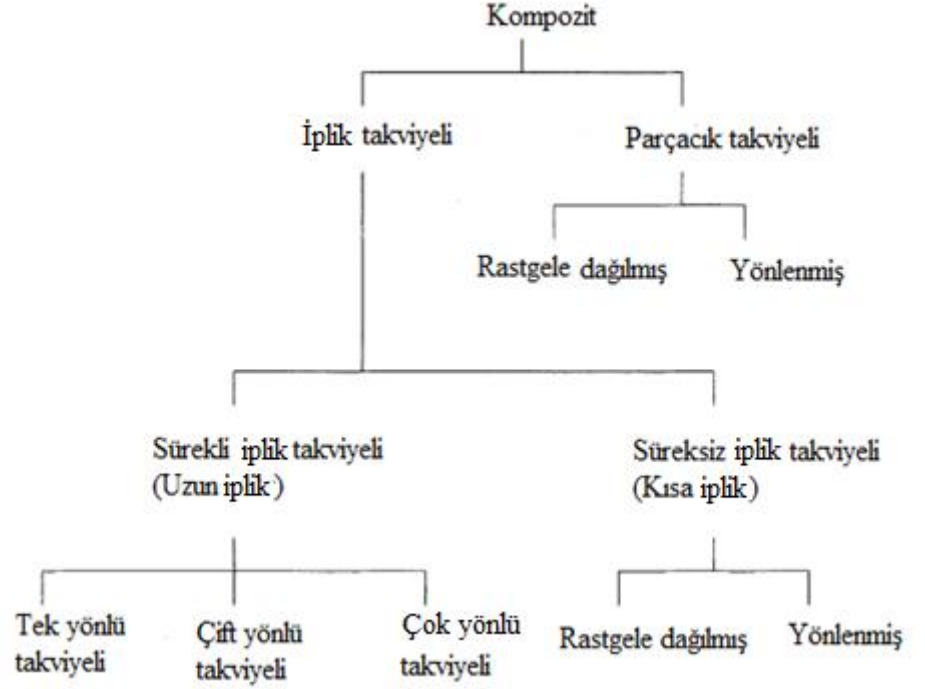 Kompozit
İplik takviyeli
Parçacık takviyeli
Rastgele dağılmış
Yönlenmiş
Sürekli iplik takviyeli
(Uzun iplik)
Süreksiz iplik takviyeli
(Kısa iplik)
Tek yönlü
takviyeli
Çift yönlü
takviyeli
Çok yönlü
takviyeli
Rastgele dağılmış
Yönlenmiş